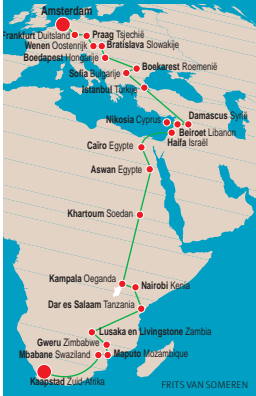 Amsterdam
Frankfurt Duitsland
Praag Tsjechië
Wenen Oostenrijk
Bratislava Slowakije
Boedapest Hongarije
Boekarest Roemenië
Sofia Bulgarije
Istanbul Turkije
Nikosia Cyprus
Damascus Syrië
Beiroet Libanon
Haifa Israël
Caïro Egypte
Aswan Egypte
Khartoum Soedan
Kampala Oeganda
Nairobi Kenia
Dar es Salaam Tanzania
Lusaka en Livingstone Zambia
Gweru Zimbabwe
Mbabane Swaziland
Maputo Mozambique
Kaapstad Zuid-Afrika
FRITS VAN SOMEREN